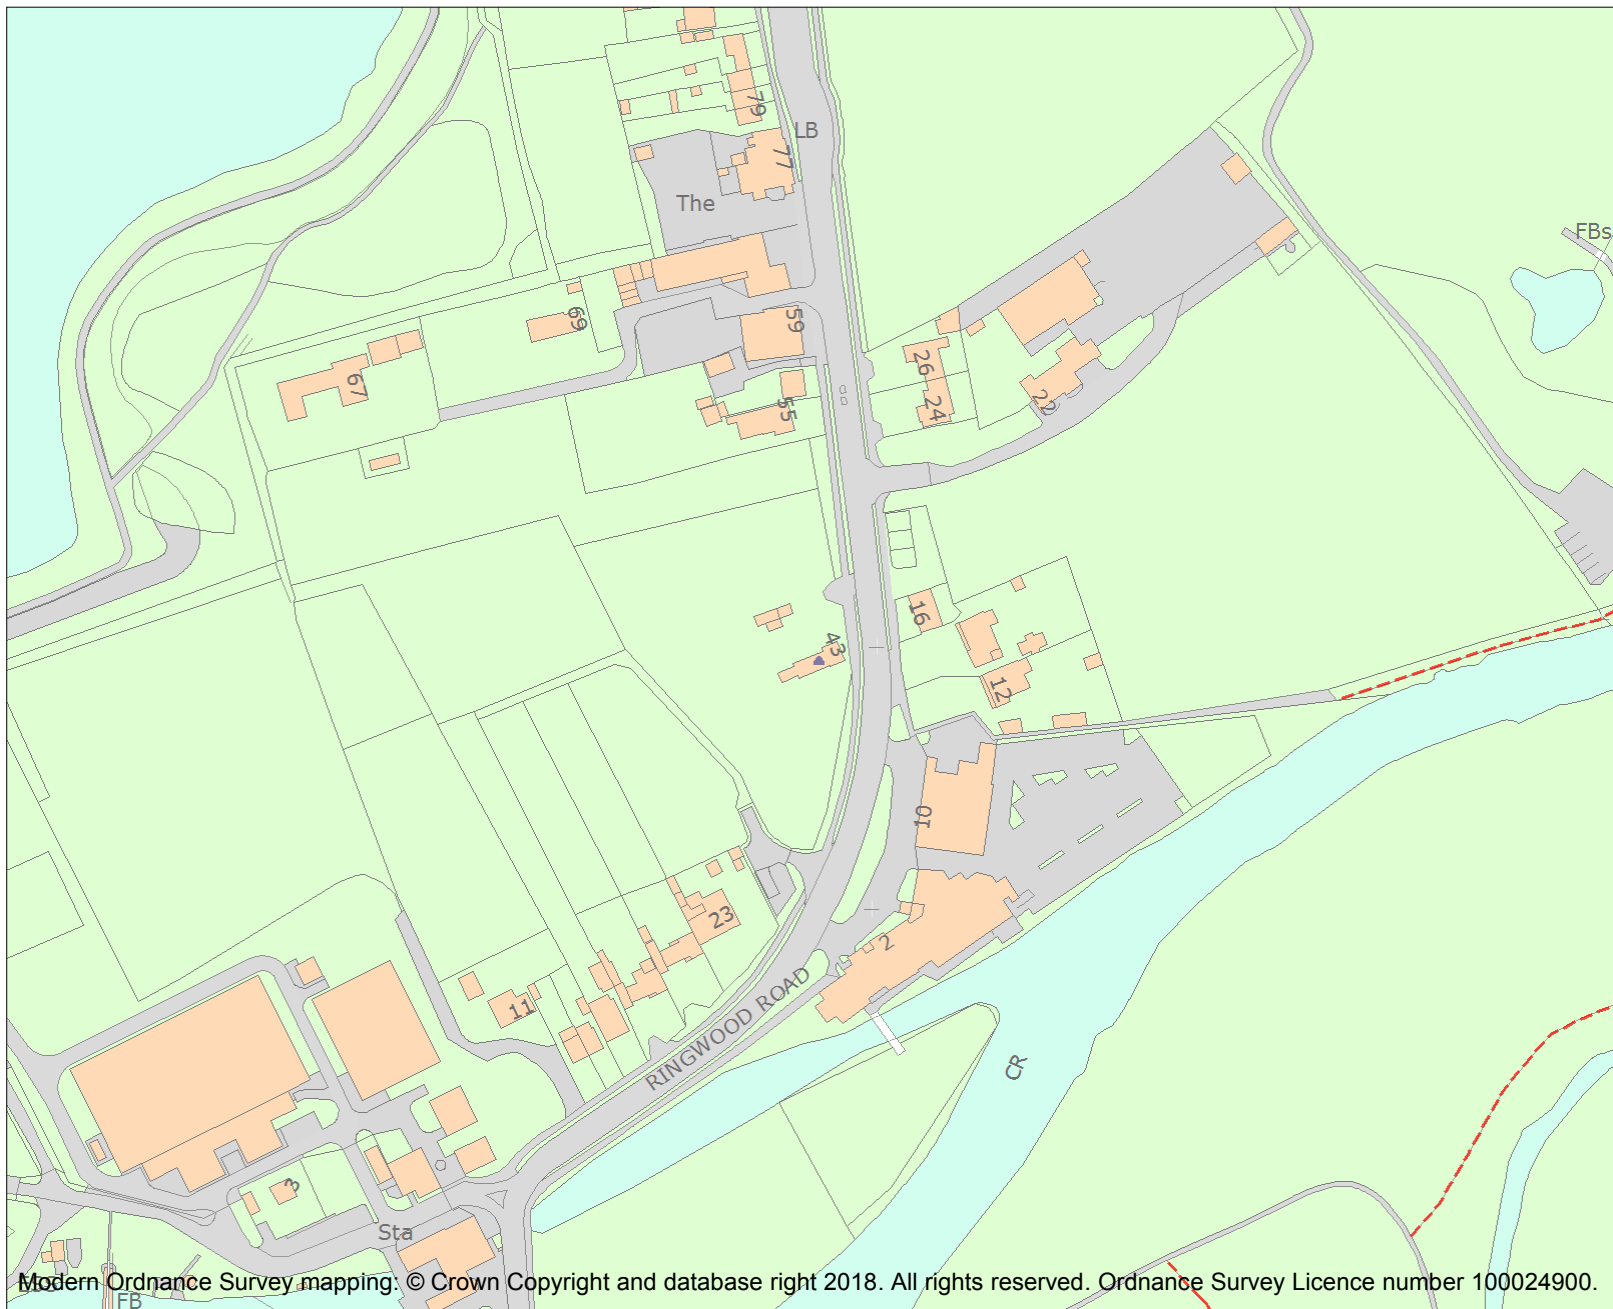 79
LB
77
The
FBs
69
59
26
67
22
24
55
16
43
12
10
23
2
RINGWOOD ROAD
11
CR
3
Sta
Modern Ordnance Survey mapping: © Crown Copyright and database right 2018. All rights reserved. Ordnance Survey Licence number 100024900.
FB